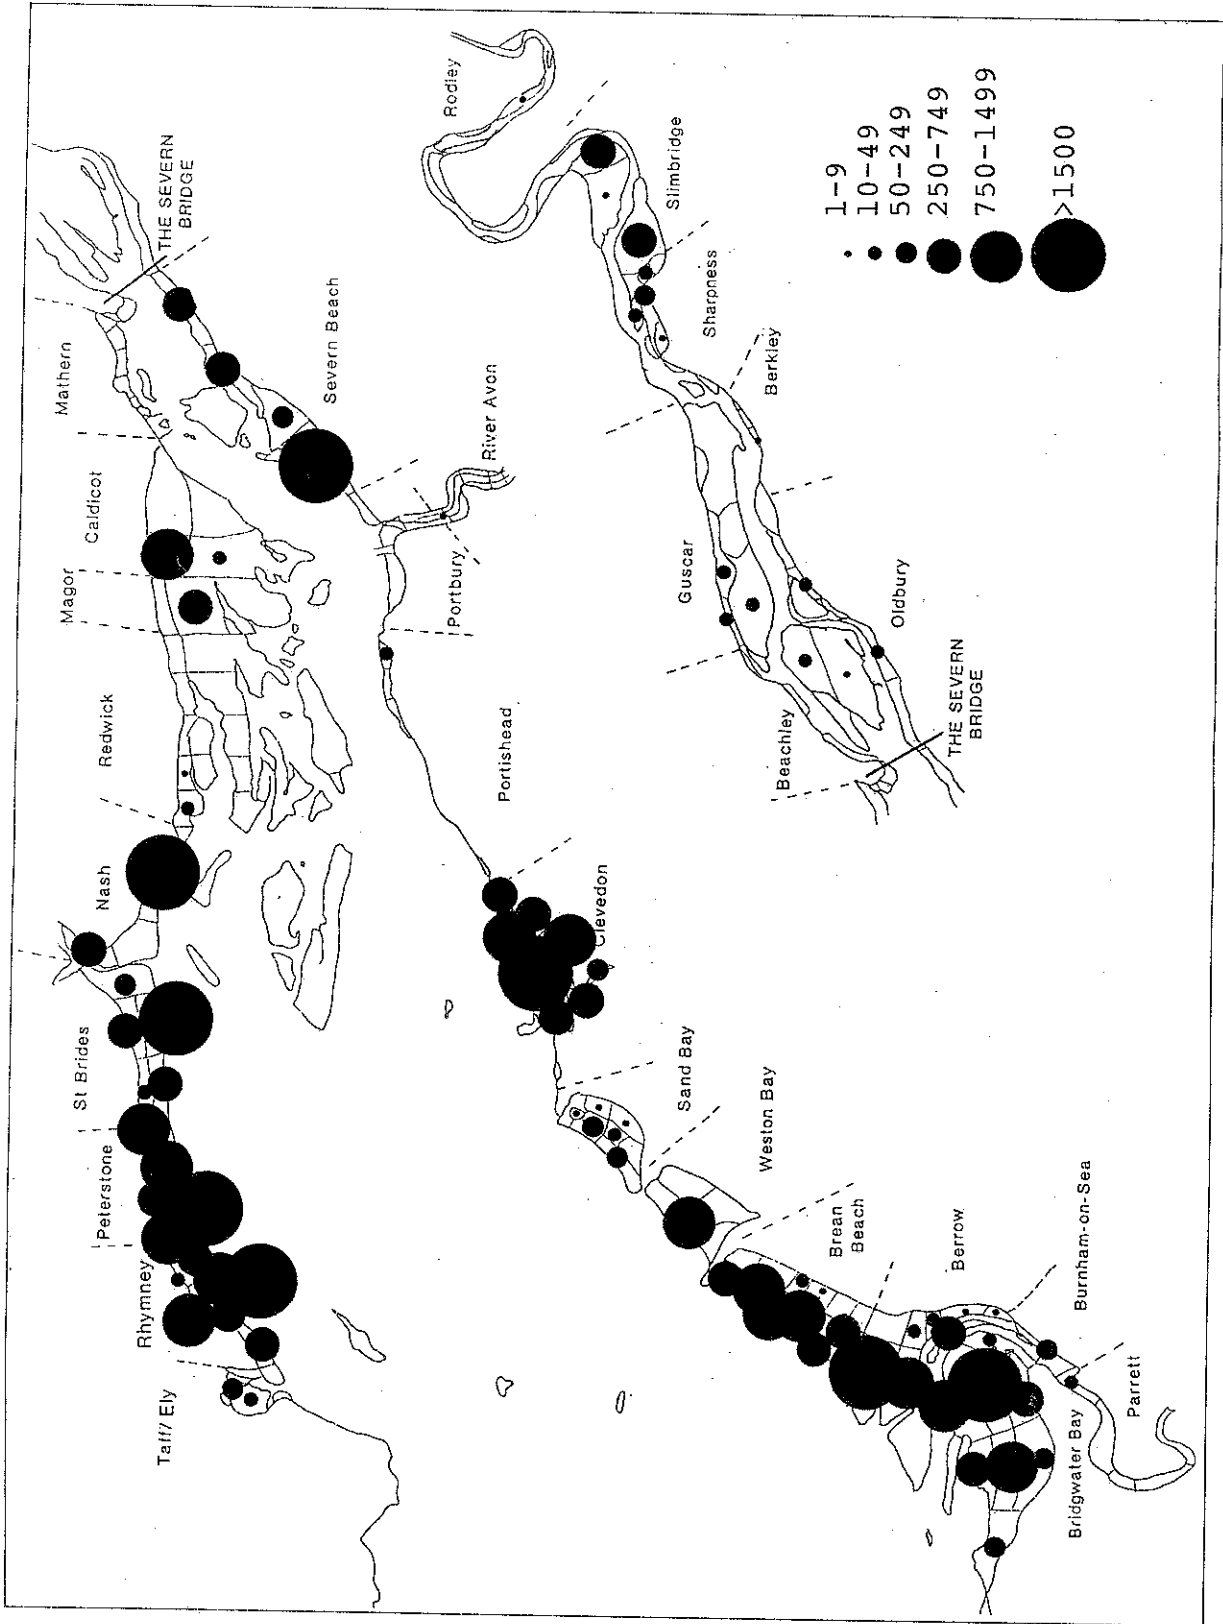 Taff/ Ely
Rhymney
Peterstone
St Brides
Nash
Redwick
Magor
Caldicot
Mathern
THE SEVERN
BRIDGE
Severn Beach
River Avon
Portbury
Portishead
Clevedon
Sand Bay
Weston Bay
Brean
Beach
Berrow
Burnham-on-Sea
Parrett
Bridgwater Bay
Rodley
Slimbridge
Sharpness
Berkley
Guscar
Oldbury
Beachley
THE SEVERN
BRIDGE
1-9
10-49
50-249
250-749
750-1499
>1500